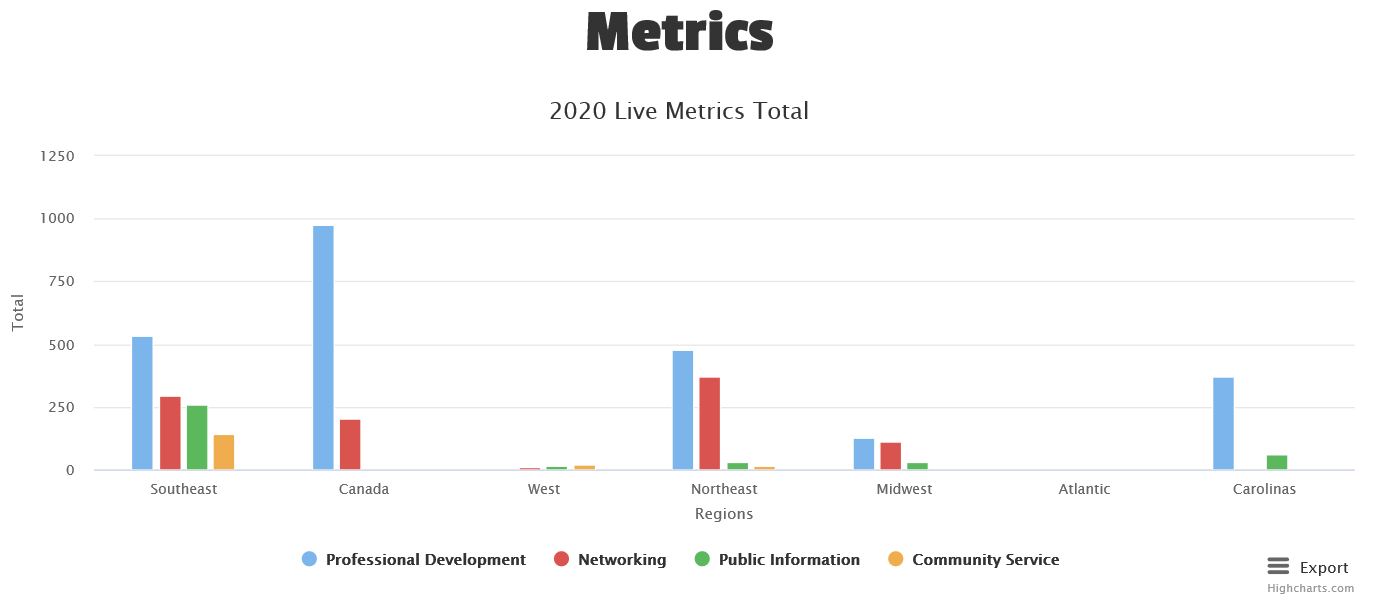 Metrics
2020 Live Metrics Total
1250
1000
750
500
250
0
Total
Southeast Canada West Northeast Midwest Atlantic Carolinas
Regions
Professional Development Networking Public Information Community Service
Export
Highcharts.com